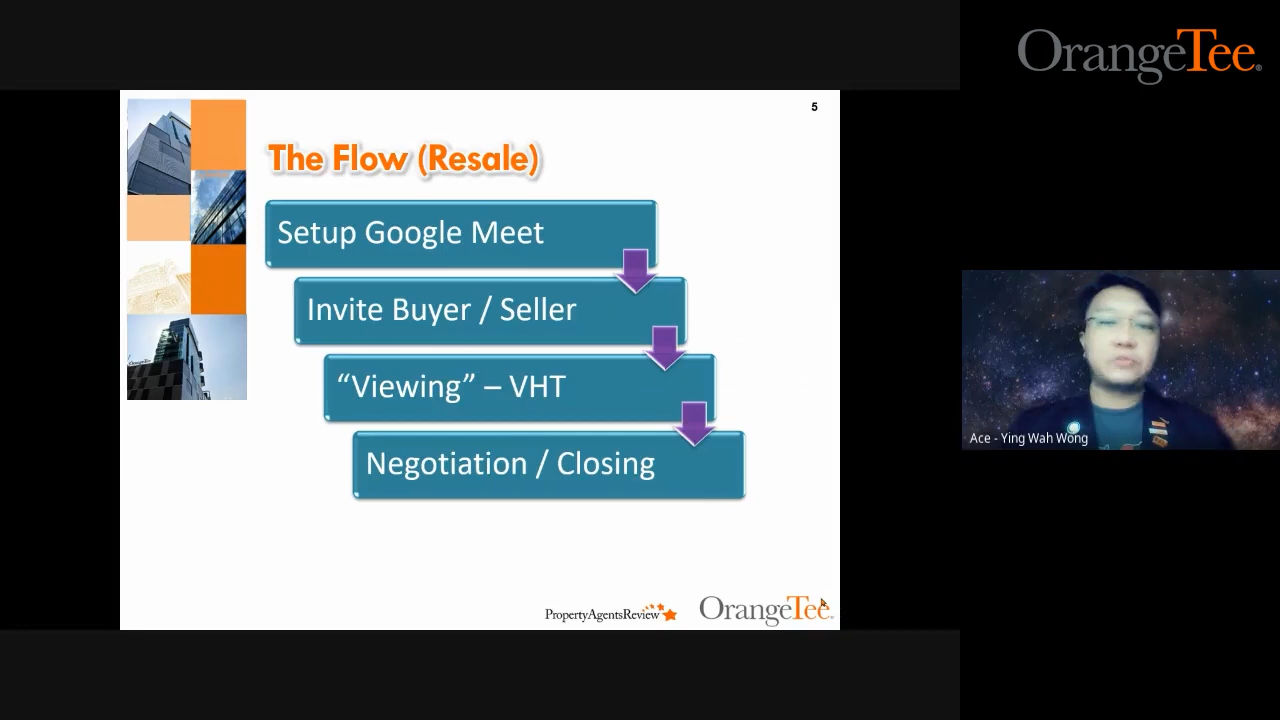 OrangeTee
5
The Flow (Resale)
Setup Google Meet
Invite Buyer / Seller
“Viewing” – VHT
Negotiation / Closing
Ace - Ying Wah Wong
PropertyAgentsReview
OrangeTee